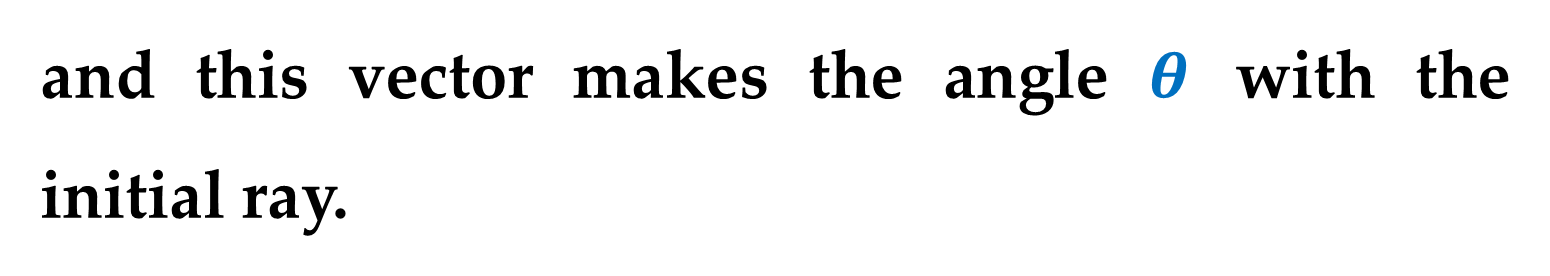 and this vector makes the angle θ with the
initial ray.